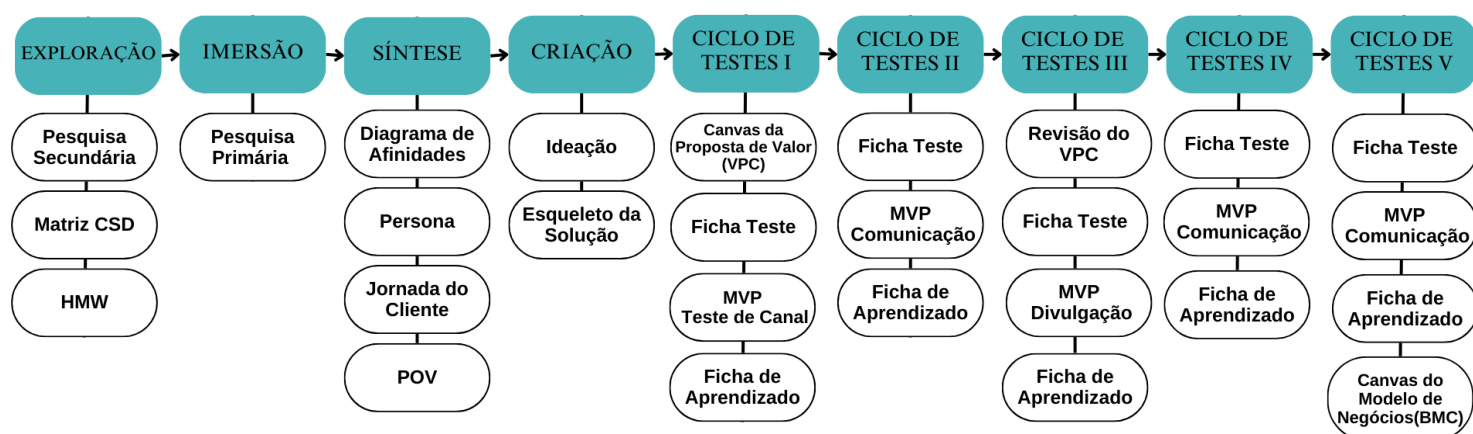 EXPLORAÇÃO
Pesquisa
Secundária
Matriz CSD
HMW
IMERSÃO
Pesquisa
Primária
SÍNTESE
Diagrama de
Afinidades
Persona
Jornada do
Cliente
POV
CRIAÇÃO
Ideação
Esqueleto da
Solução
CICLO DE
TESTES I
Canvas da
Proposta de Valor
(VPC)
Ficha Teste
MVP
Teste de Canal
Ficha de
Aprendizado
CICLO DE
TESTES II
Ficha Teste
MVP
Comunicação
Ficha de
Aprendizado
CICLO DE
TESTES III
Revisão do
VPC
Ficha Teste
MVP
Divulgação
Ficha de
Aprendizado
CICLO DE
TESTES IV
Ficha Teste
MVP
Comunicação
Ficha de
Aprendizado
CICLO DE
TESTES V
Ficha Teste
MVP
Comunicação
Ficha de
Aprendizado
Canvas do
Modelo de
Negócios(BMC)